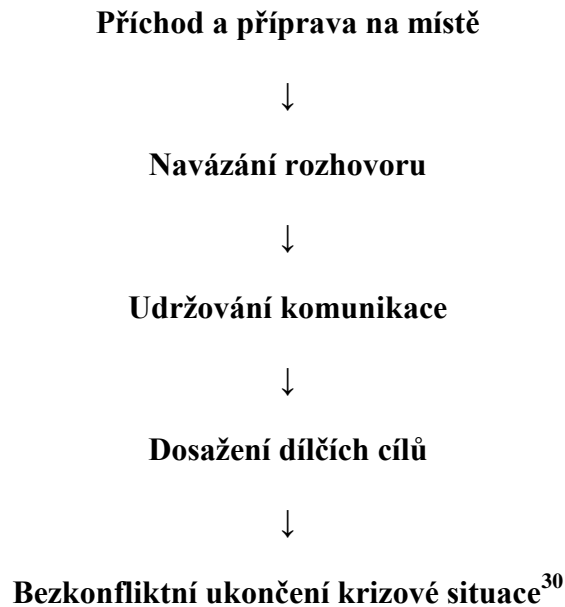 Příchod a příprava na místě
↓
Navázání rozhovoru
↓
Udržování komunikace
↓
Dosažení dílčích cílů
↓
Bezkonfliktní ukončení krizové situace30